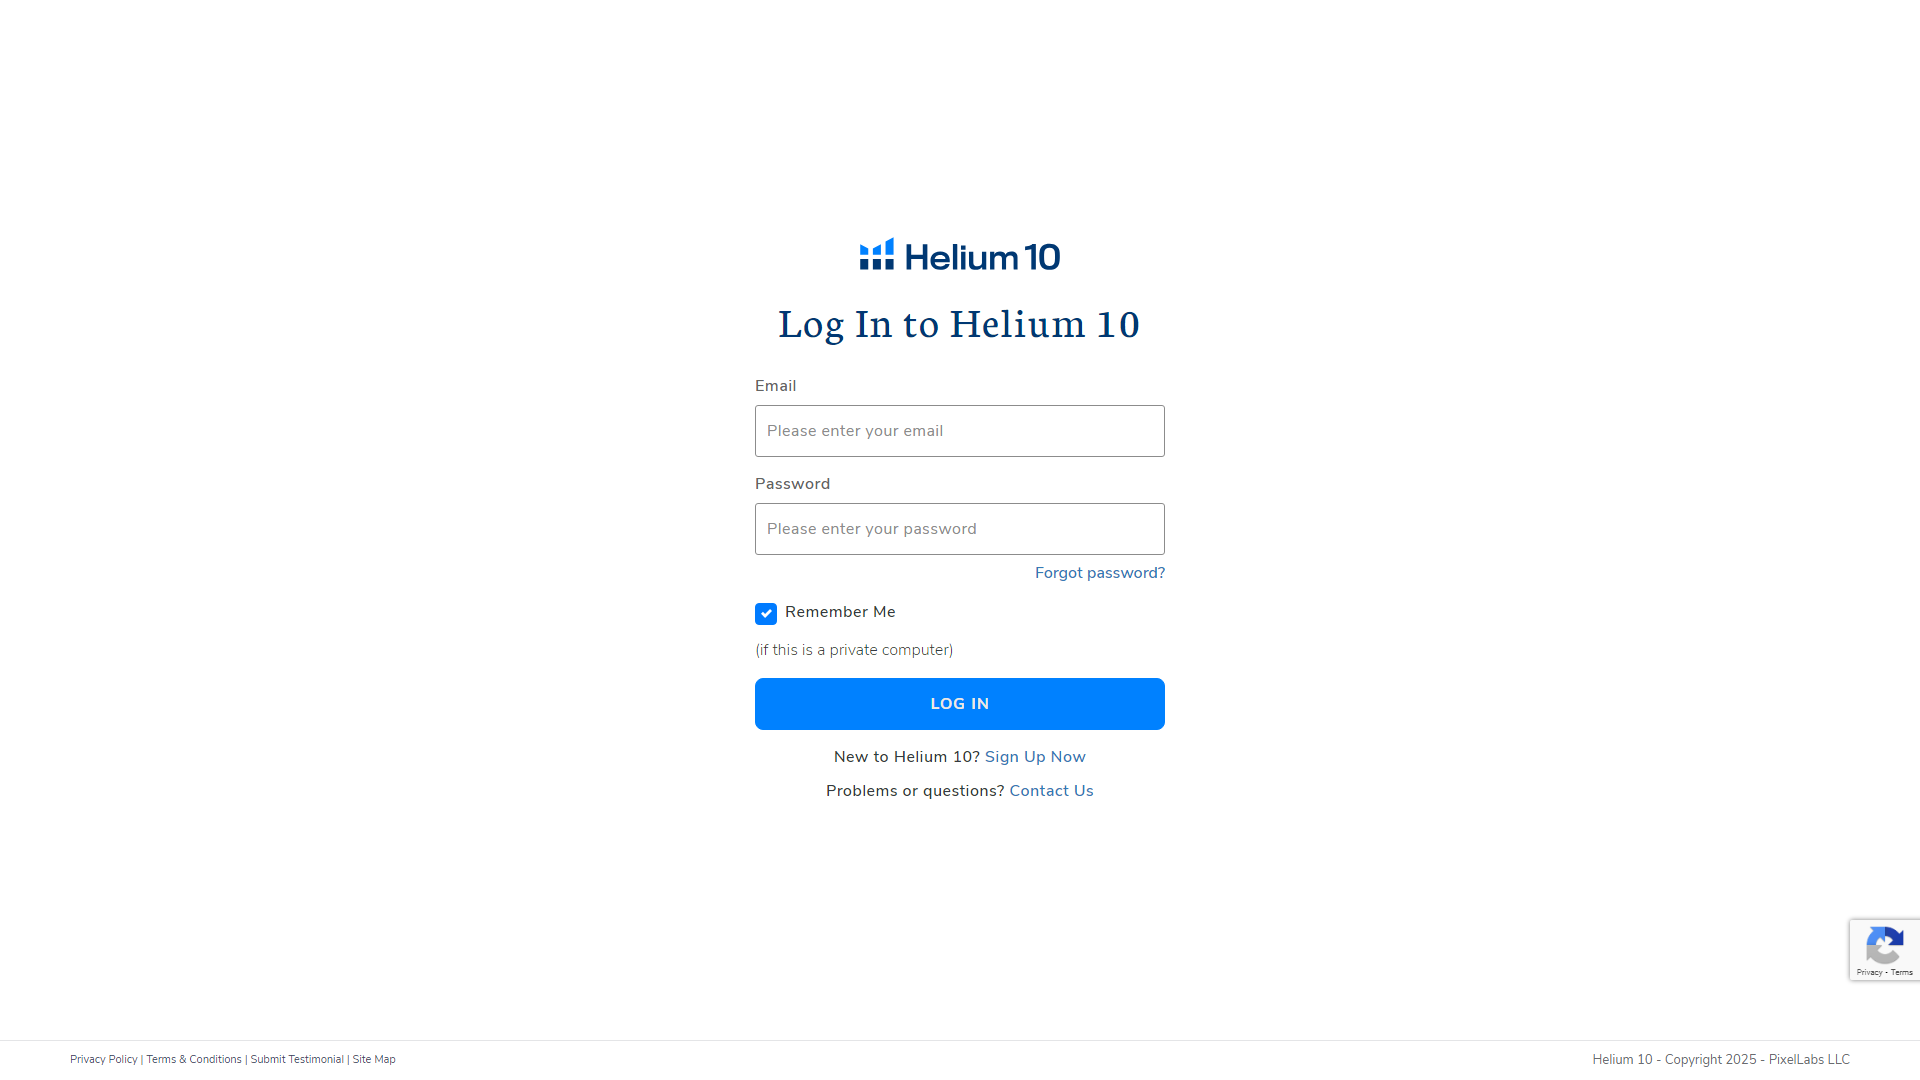 Helium 10
Log In to Helium 10
Email
Please enter your email
Password
Please enter your password
Forgot password?
Remember Me
(if this is a private computer)
LOG IN
New to Helium 10? Sign Up Now
Problems or questions? Contact Us
Privacy - Terms
Privacy Policy | Terms & Conditions | Submit Testimonial | Site Map
Helium 10 - Copyright 2025 - PixelLabs LLC